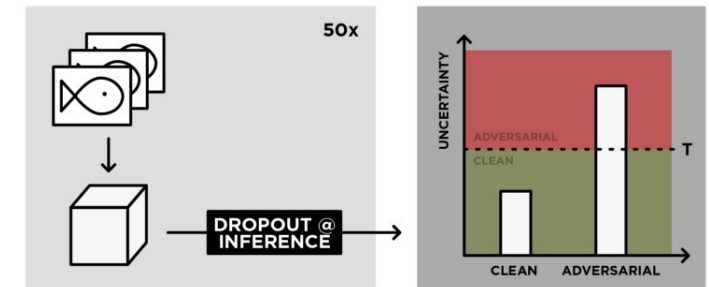 50x
DROPOUT @
INFERENCE
UNCERTAINTY
ADVERSARIAL
CLEAN
T
CLEAN ADVERSARIAL